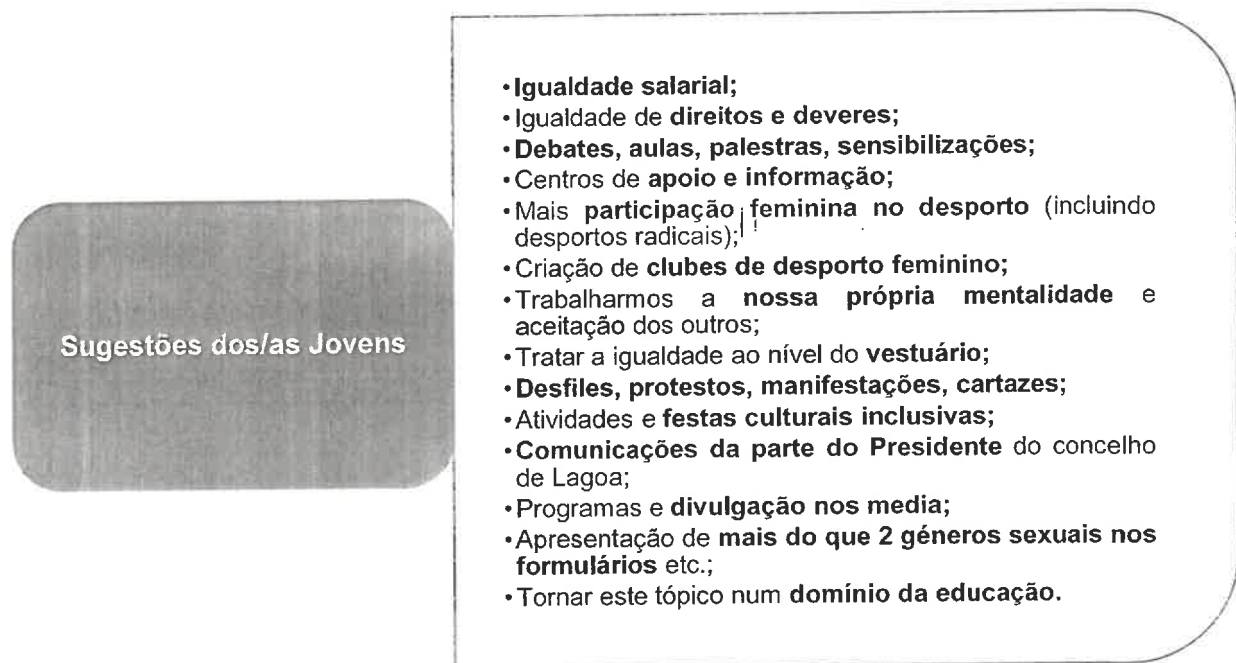 Sugestões dos/as Jovens
•Igualdade salarial;
•Igualdade de direitos e deveres;
•Debates, aulas, palestras, sensibilizações;
•Centros de apoio e informação;
•Mais participação feminina no desporto (incluindo
desportos radicais);
•Criação de clubes de desporto feminino;
•Trabalharmos a nossa própria mentalidade e
aceitação dos outros;
•Tratar a igualdade ao nível do vestuário;
•Desfiles, protestos, manifestações, cartazes;
•Atividades e festas culturais inclusivas;
•Comunicações da parte do Presidente do concelho
de Lagoa;
•Programas e divulgação nos media;
•Apresentação de mais do que 2 géneros sexuais nos
formulários etc.;
•Tornar este tópico num domínio da educação.